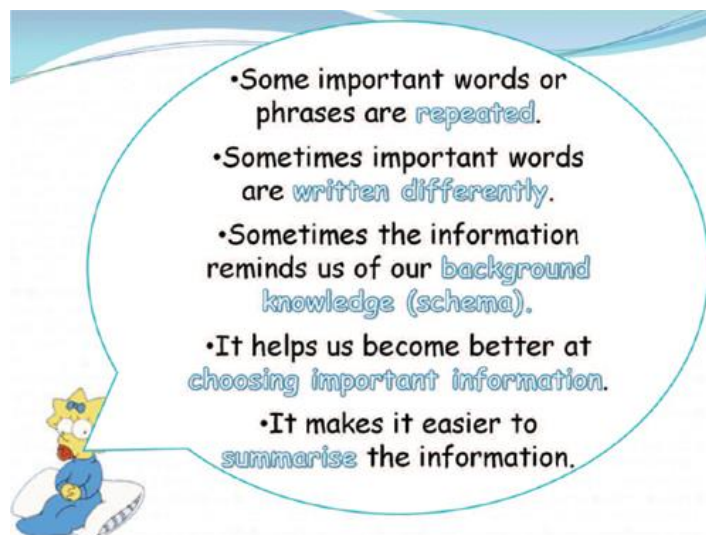 •Some important words or
phrases are repeated.
•Sometimes important words
are written differently.
•Sometimes the information
reminds us of our background
knowledge (schema).
•It helps us become better at
choosing important information.
•It makes it easier to
summarise the information.